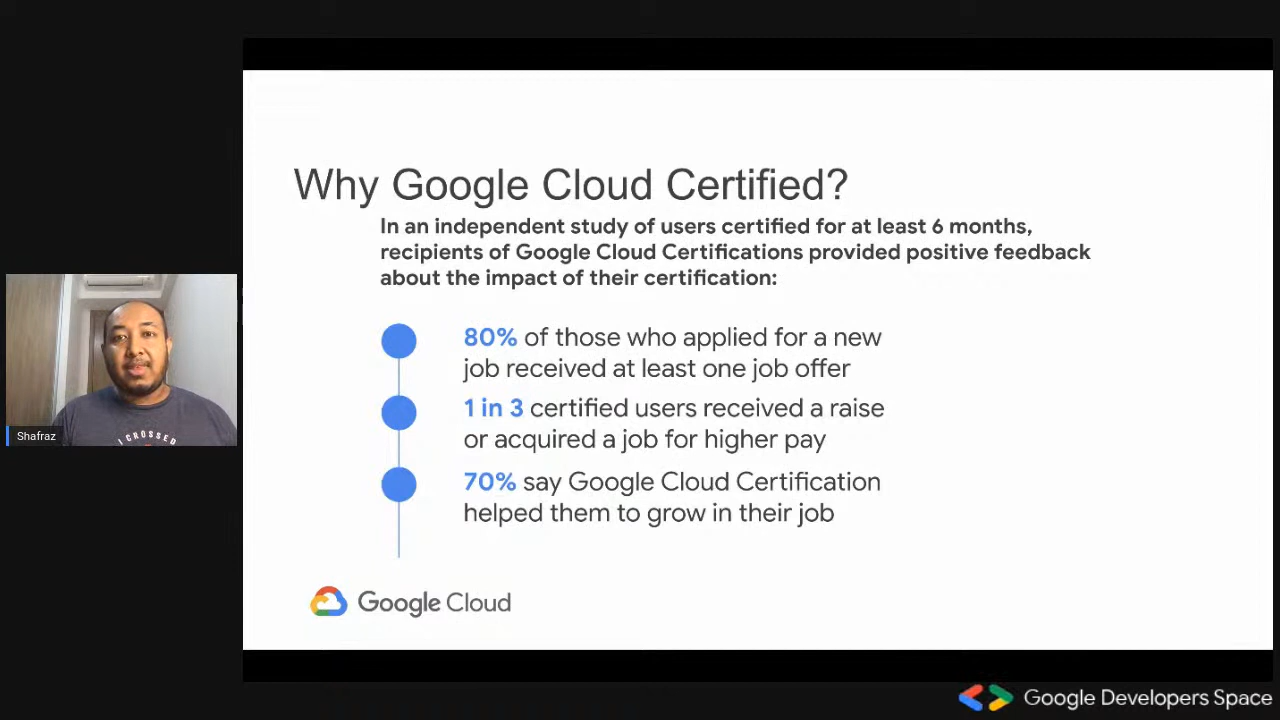 Why Google Cloud Certified?
In an independent study of users certified for at least 6 months,
recipients of Google Cloud Certifications provided positive feedback
about the impact of their certification:
80% of those who applied for a new
job received at least one job offer
1 in 3 certified users received a raise
or acquired a job for higher pay
70% say Google Cloud Certification
helped them to grow in their job
Google Cloud
Shafraz
I CROSSED
Google Developers Space